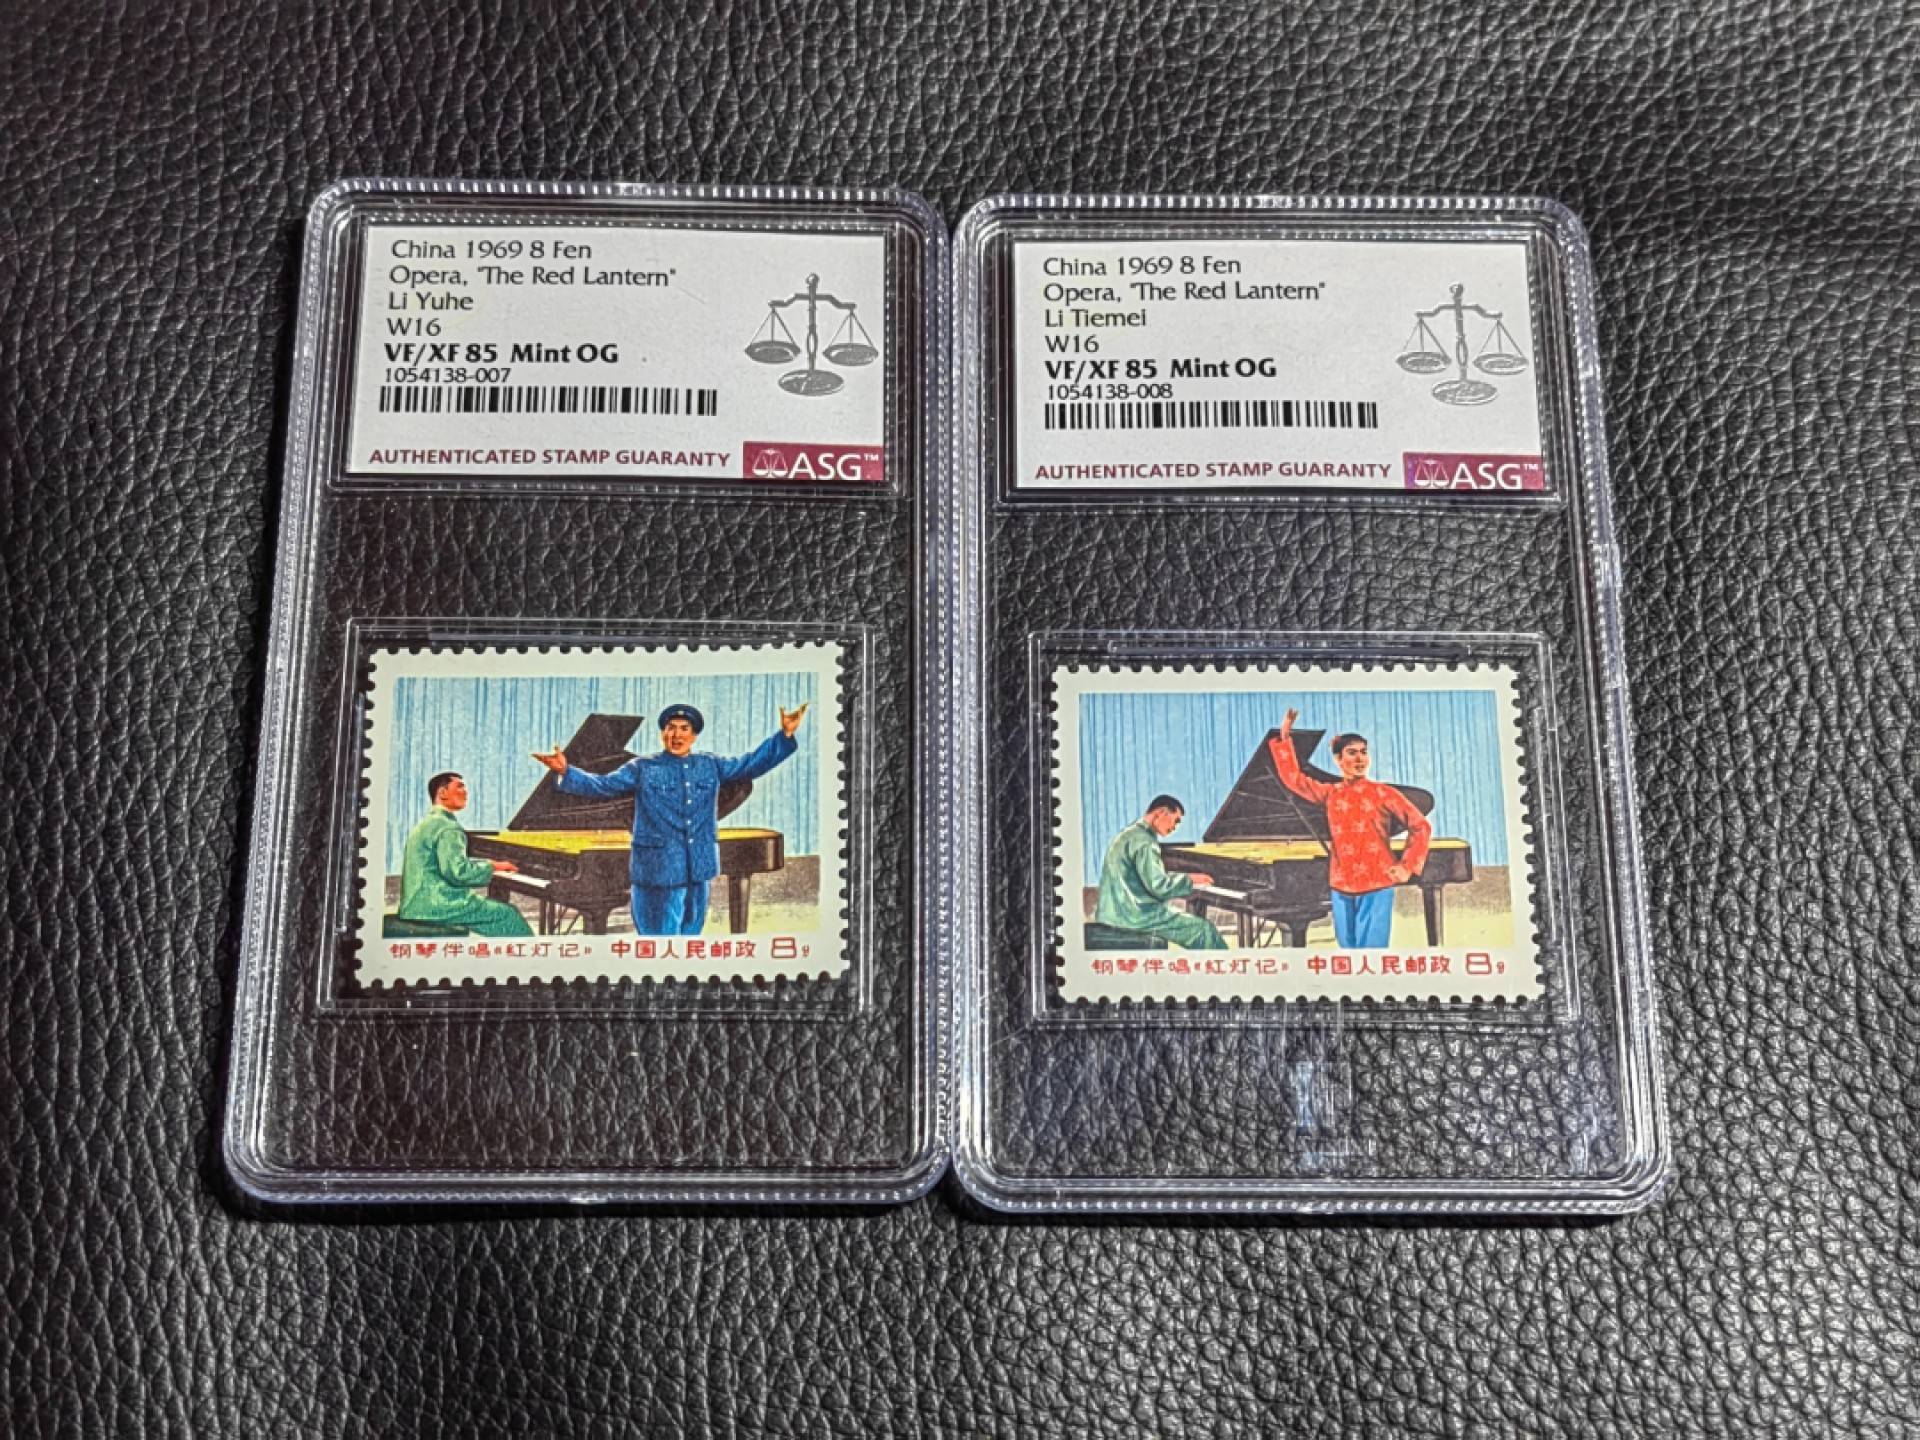 China 1969 8 Fen
Opera, "The Red Lantern"
Li Yuhe
W16
VF/XF 85 Mint OG
1054138-007
AUTHENTICATED STAMP GUARANTY
ASG™
钢琴伴唱《红灯记》 中国人民邮政 8分
China 1969 8 Fen
Opera, "The Red Lantern"
Li Tiemei
W16
VF/XF 85 Mint OG
1054138-008
AUTHENTICATED STAMP GUARANTY
ASG™
钢琴伴唱《红灯记》 中国人民邮政 8分